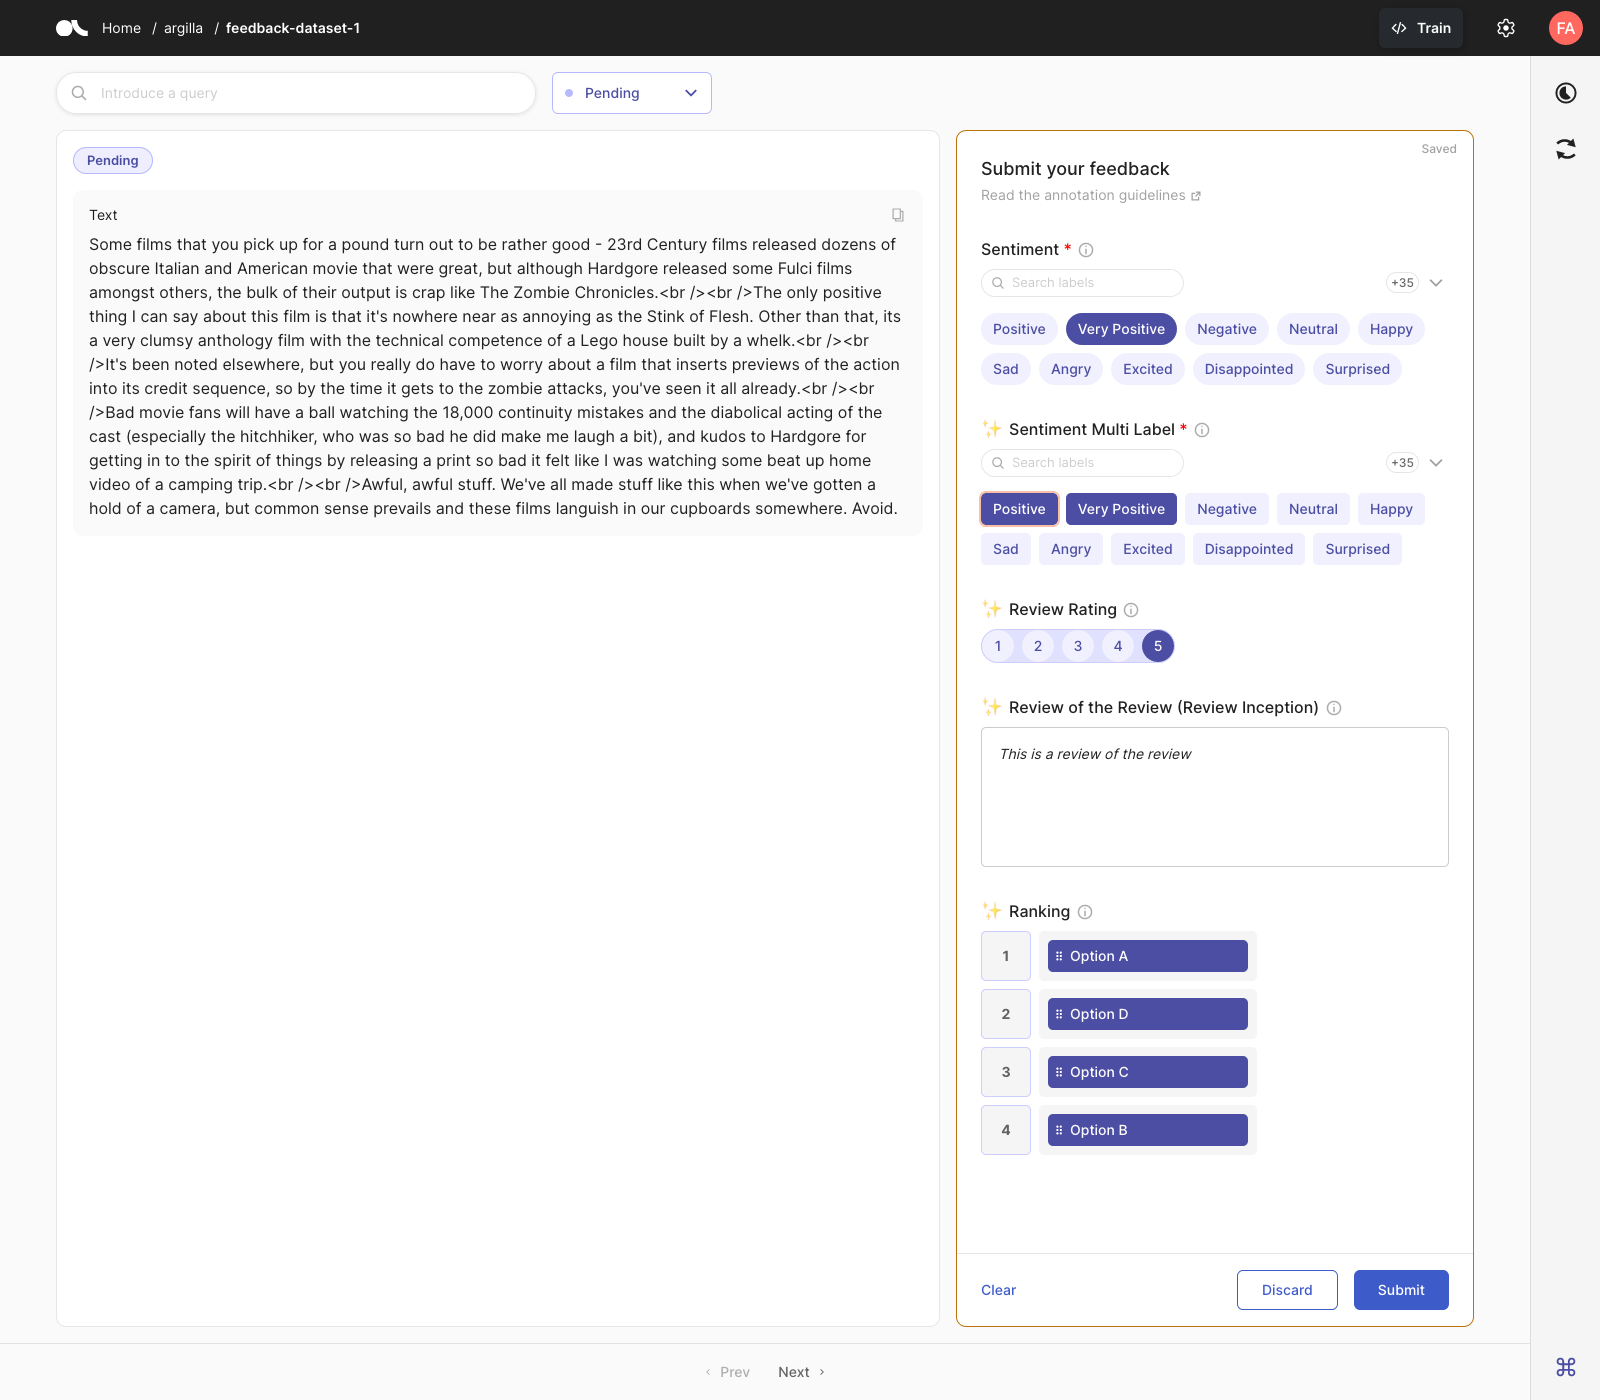 Home / argilla / feedback-dataset-1
Train
FA
Introduce a query
Pending
Pending
Text
Some films that you pick up for a pound turn out to be rather good - 23rd Century films released dozens of
obscure Italian and American movie that were great, but although Hardgore released some Fulci films
amongst others, the bulk of their output is crap like The Zombie Chronicles.<br /><br />The only positive
thing I can say about this film is that it's nowhere near as annoying as the Stink of Flesh. Other than that, its
a very clumsy anthology film with the technical competence of a Lego house built by a whelk.<br /><br
/>It's been noted elsewhere, but you really do have to worry about a film that inserts previews of the action
into its credit sequence, so by the time it gets to the zombie attacks, you've seen it all already.<br /><br
/>Bad movie fans will have a ball watching the 18,000 continuity mistakes and the diabolical acting of the
cast (especially the hitchhiker, who was so bad he did make me laugh a bit), and kudos to Hardgore for
getting in to the spirit of things by releasing a print so bad it felt like I was watching some beat up home
video of a camping trip.<br /><br />Awful, awful stuff. We've all made stuff like this when we've gotten a
hold of a camera, but common sense prevails and these films languish in our cupboards somewhere. Avoid.
Saved
Submit your feedback
Read the annotation guidelines
Sentiment *
Search labels
+35
Positive Very Positive Negative Neutral Happy
Sad Angry Excited Disappointed Surprised
✨ Sentiment Multi Label *
Search labels
+35
Positive Very Positive Negative Neutral Happy
Sad Angry Excited Disappointed Surprised
✨ Review Rating
1 2 3 4 5
✨ Review of the Review (Review Inception)
This is a review of the review
✨ Ranking
1 Option A
2 Option D
3 Option C
4 Option B
Clear Discard Submit
‹ Prev Next ›